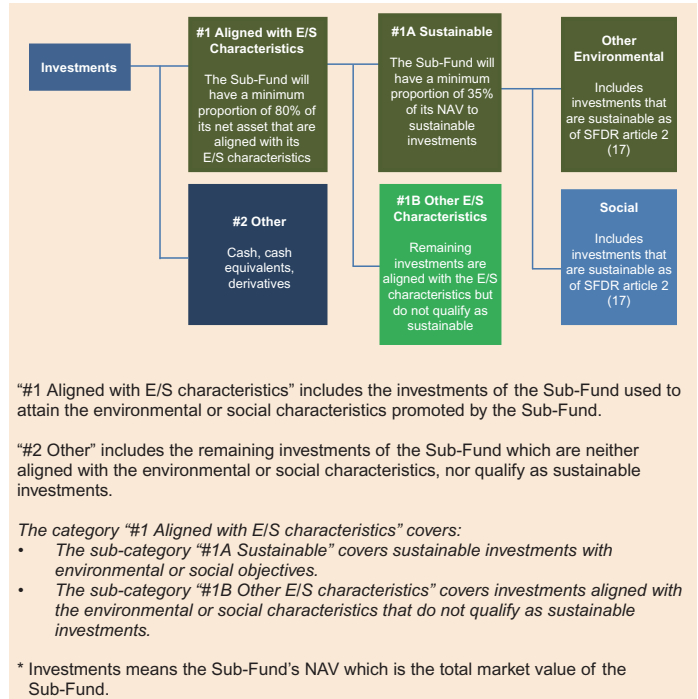 Investments
#1 Aligned with E/S
Characteristics
The Sub-Fund will
have a minimum
proportion of 80% of
its net asset that are
aligned with its
E/S characteristics
#2 Other
Cash, cash
equivalents,
derivatives
#1A Sustainable
The Sub-Fund will
have a minimum
proportion of 35%
of its NAV to
sustainable
investments
#1B Other E/S
Characteristics
Remaining
investments are
aligned with the E/S
characteristics but
do not qualify as
sustainable
Other
Environmental
Includes
investments that
are sustainable as
of SFDR article 2
(17)
Social
Includes
investments that
are sustainable as
of SFDR article 2
(17)
“#1 Aligned with E/S characteristics” includes the investments of the Sub-Fund used to
attain the environmental or social characteristics promoted by the Sub-Fund.
“#2 Other” includes the remaining investments of the Sub-Fund which are neither
aligned with the environmental or social characteristics, nor qualify as sustainable
investments.
The category “#1 Aligned with E/S characteristics” covers:
• The sub-category “#1A Sustainable” covers sustainable investments with
environmental or social objectives.
• The sub-category “#1B Other E/S characteristics” covers investments aligned with
the environmental or social characteristics that do not qualify as sustainable
investments.
* Investments means the Sub-Fund’s NAV which is the total market value of the
Sub-Fund.